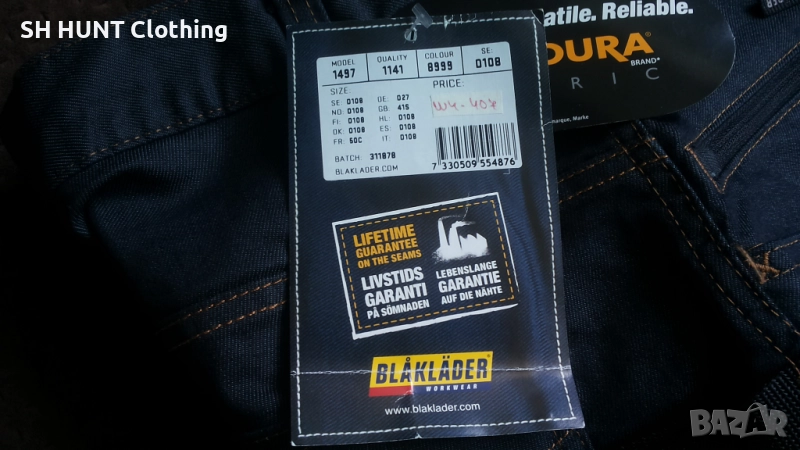 SH HUNT Clothing
MODEL QUALITY COLOUR SE:
1497 1141 8999 D108
SIZE: PRICE:
SE: D108 DE: D27
NO: D108 GB: 41S
FI: D108 NL: D108
DK: D108 ES: D108
FR: 50C IT: D108
BATCH: 311878
BLAKLADER.COM
7 330509 554876
LIFETIME
GUARANTEE
ON THE SEAMS
LIVSTIDS
GARANTI
PÅ SÖMNADEN
LEBENSLANGE
GARANTIE
AUF DIE NÄHTE
BLÅKLÄDER
WORKWEAR
www.blaklader.com
atile. Reliable.
DURA
BRAND®
RIC
BAZAR